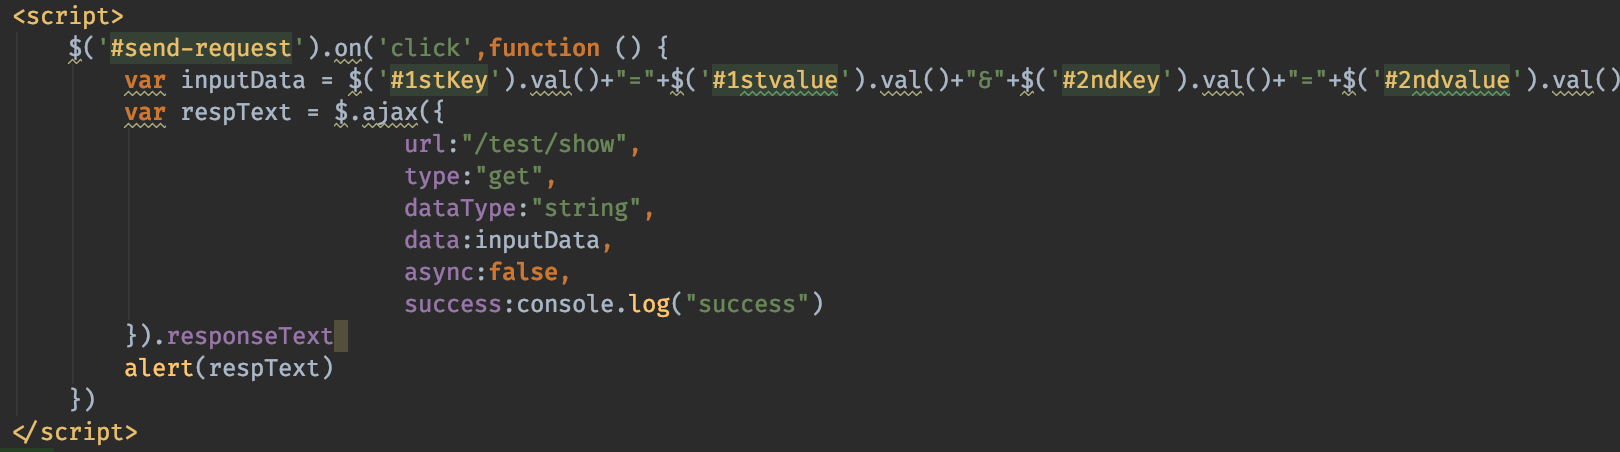 <script>
$('#send-request').on('click',function () {
var inputData = $('#1stKey').val()+"="+$('#1stvalue').val()+"&"+$('#2ndKey').val()+"="+$('#2ndvalue').val()
var respText = $.ajax({
url:"/test/show",
type:"get",
dataType:"string",
data:inputData,
async:false,
success:console.log("success")
}).responseText
alert(respText)
})
</script>